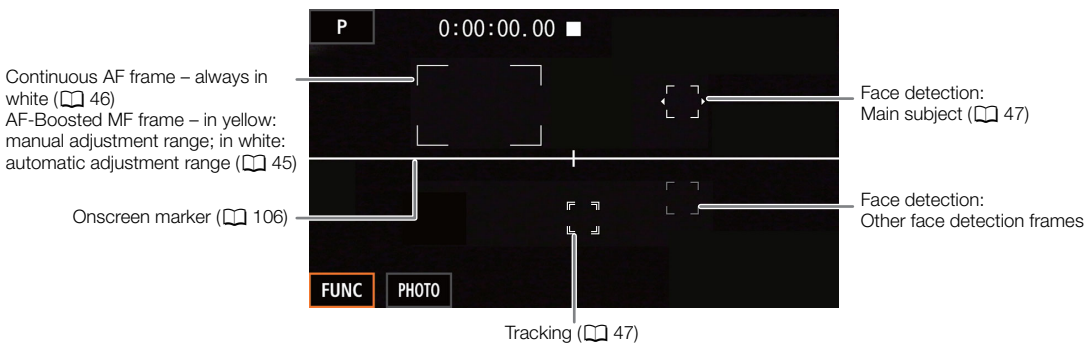 P
0:00:00.00
Continuous AF frame – always in
white (46)
AF-Boosted MF frame – in yellow:
manual adjustment range; in white:
automatic adjustment range (45)
Onscreen marker (106)
Face detection:
Main subject (47)
Face detection:
Other face detection frames
FUNC
PHOTO
Tracking (47)